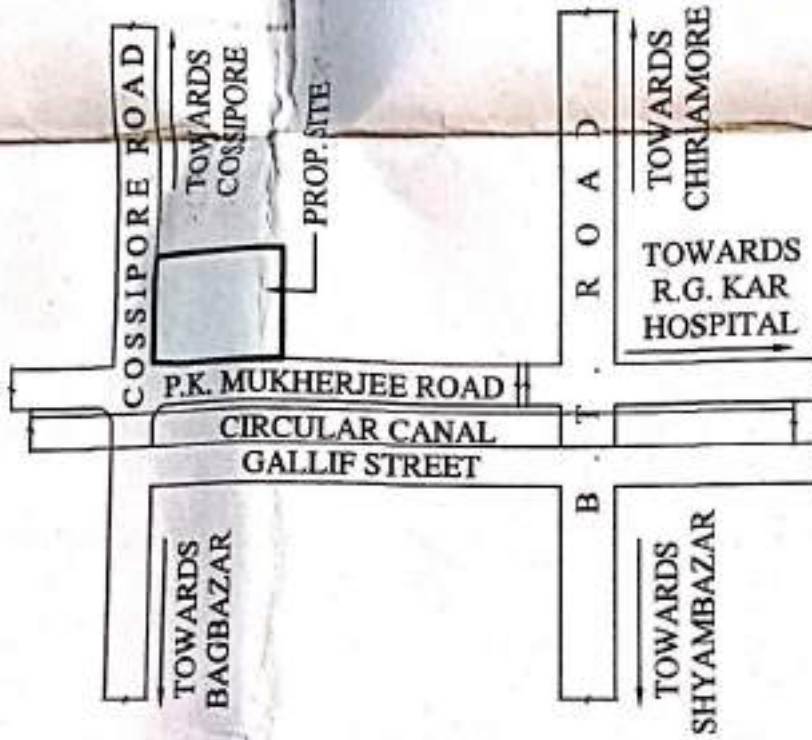 COSSIPORE ROAD
TOWARDS
COSSIPORE
PROP. SITE
B. T. ROAD
TOWARDS
CHIRIAMORE
TOWARDS
R.G. KAR
HOSPITAL
P.K. MUKHERJEE ROAD
CIRCULAR CANAL
GALLIF STREET
TOWARDS
BAGBAZAR
TOWARDS
SHYAMBAZAR